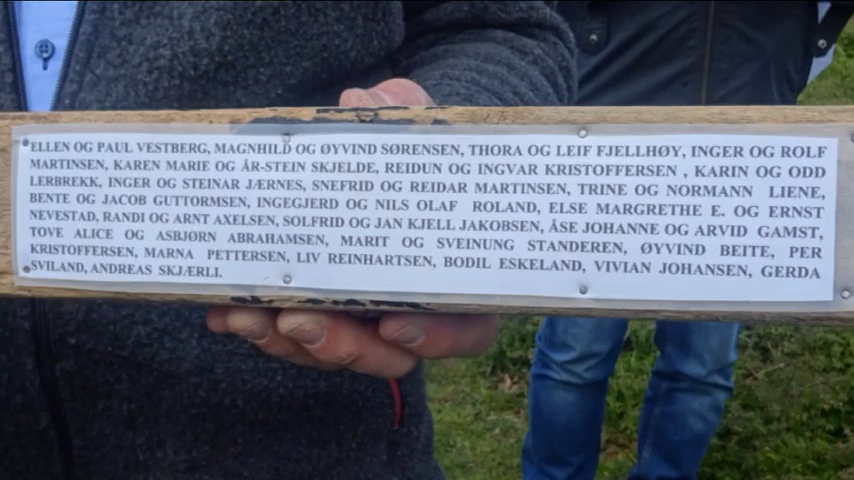 ELLEN OG PAUL VESTBERG, MAGNHILD OG ØYVIND SØRENSEN, THORA OG LEIF FJELLHØY, INGER OG ROLF
MARTINSEN, KAREN MARIE OG ÅR-STEIN SKJELDE, REIDUN OG INGVAR KRISTOFFERSEN , KARIN OG ODD
LERBREKK, INGER OG STEINAR JÆRNES, SNEFRID OG REIDAR MARTINSEN, TRINE OG NORMANN LIENE,
BENTE OG JACOB GUTTORMSEN, INGEGJERD OG NILS OLAF ROLAND, ELSE MARGRETHE E. OG ERNST
NEVESTAD, RANDI OG ARNT AXELSEN, SOLFRID OG JAN KJELL JAKOBSEN, ÅSE JOHANNE OG ARVID GAMST,
TOVE ALICE OG ASBJØRN ABRAHAMSEN, MARIT OG SVEINUNG STANDEREN, ØYVIND BEITE, PER
KRISTOFFERSEN, MARNA PETTERSEN, LIV REINHARTSEN, BODIL ESKELAND, VIVIAN JOHANSEN, GERDA
SVILAND, ANDREAS SKJÆRLI.